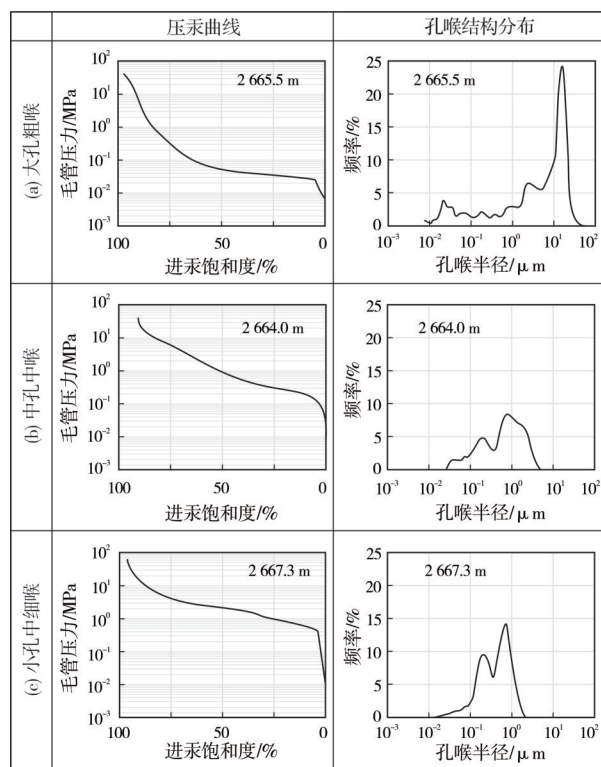 压汞曲线 孔喉结构分布
(a) 大孔粗喉
毛管压力/MPa
10² 10¹ 10⁰ 10⁻¹ 10⁻² 10⁻³
2 665.5 m
100 50 0
进汞饱和度/%
频率/%
25 20 15 10 5 0
2 665.5 m
10⁻³ 10⁻² 10⁻¹ 10⁰ 10¹ 10²
孔喉半径/μm
(b) 中孔中喉
毛管压力/MPa
10² 10¹ 10⁰ 10⁻¹ 10⁻² 10⁻³
2 664.0 m
100 50 0
进汞饱和度/%
频率/%
25 20 15 10 5 0
2 664.0 m
10⁻³ 10⁻² 10⁻¹ 10⁰ 10¹ 10²
孔喉半径/μm
(c) 小孔中细喉
毛管压力/MPa
10² 10¹ 10⁰ 10⁻¹ 10⁻² 10⁻³
2 667.3 m
100 50 0
进汞饱和度/%
频率/%
25 20 15 10 5 0
2 667.3 m
10⁻³ 10⁻² 10⁻¹ 10⁰ 10¹ 10²
孔喉半径/μm